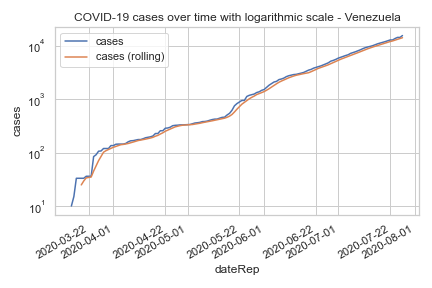 COVID-19 cases over time with logarithmic scale - Venezuela
cases
cases (rolling)
10⁴
10³
10²
10¹
cases
2020-03-22
2020-04-01
2020-04-22
2020-05-01
2020-05-22
2020-06-01
2020-06-22
2020-07-01
2020-07-22
2020-08-01
dateRep